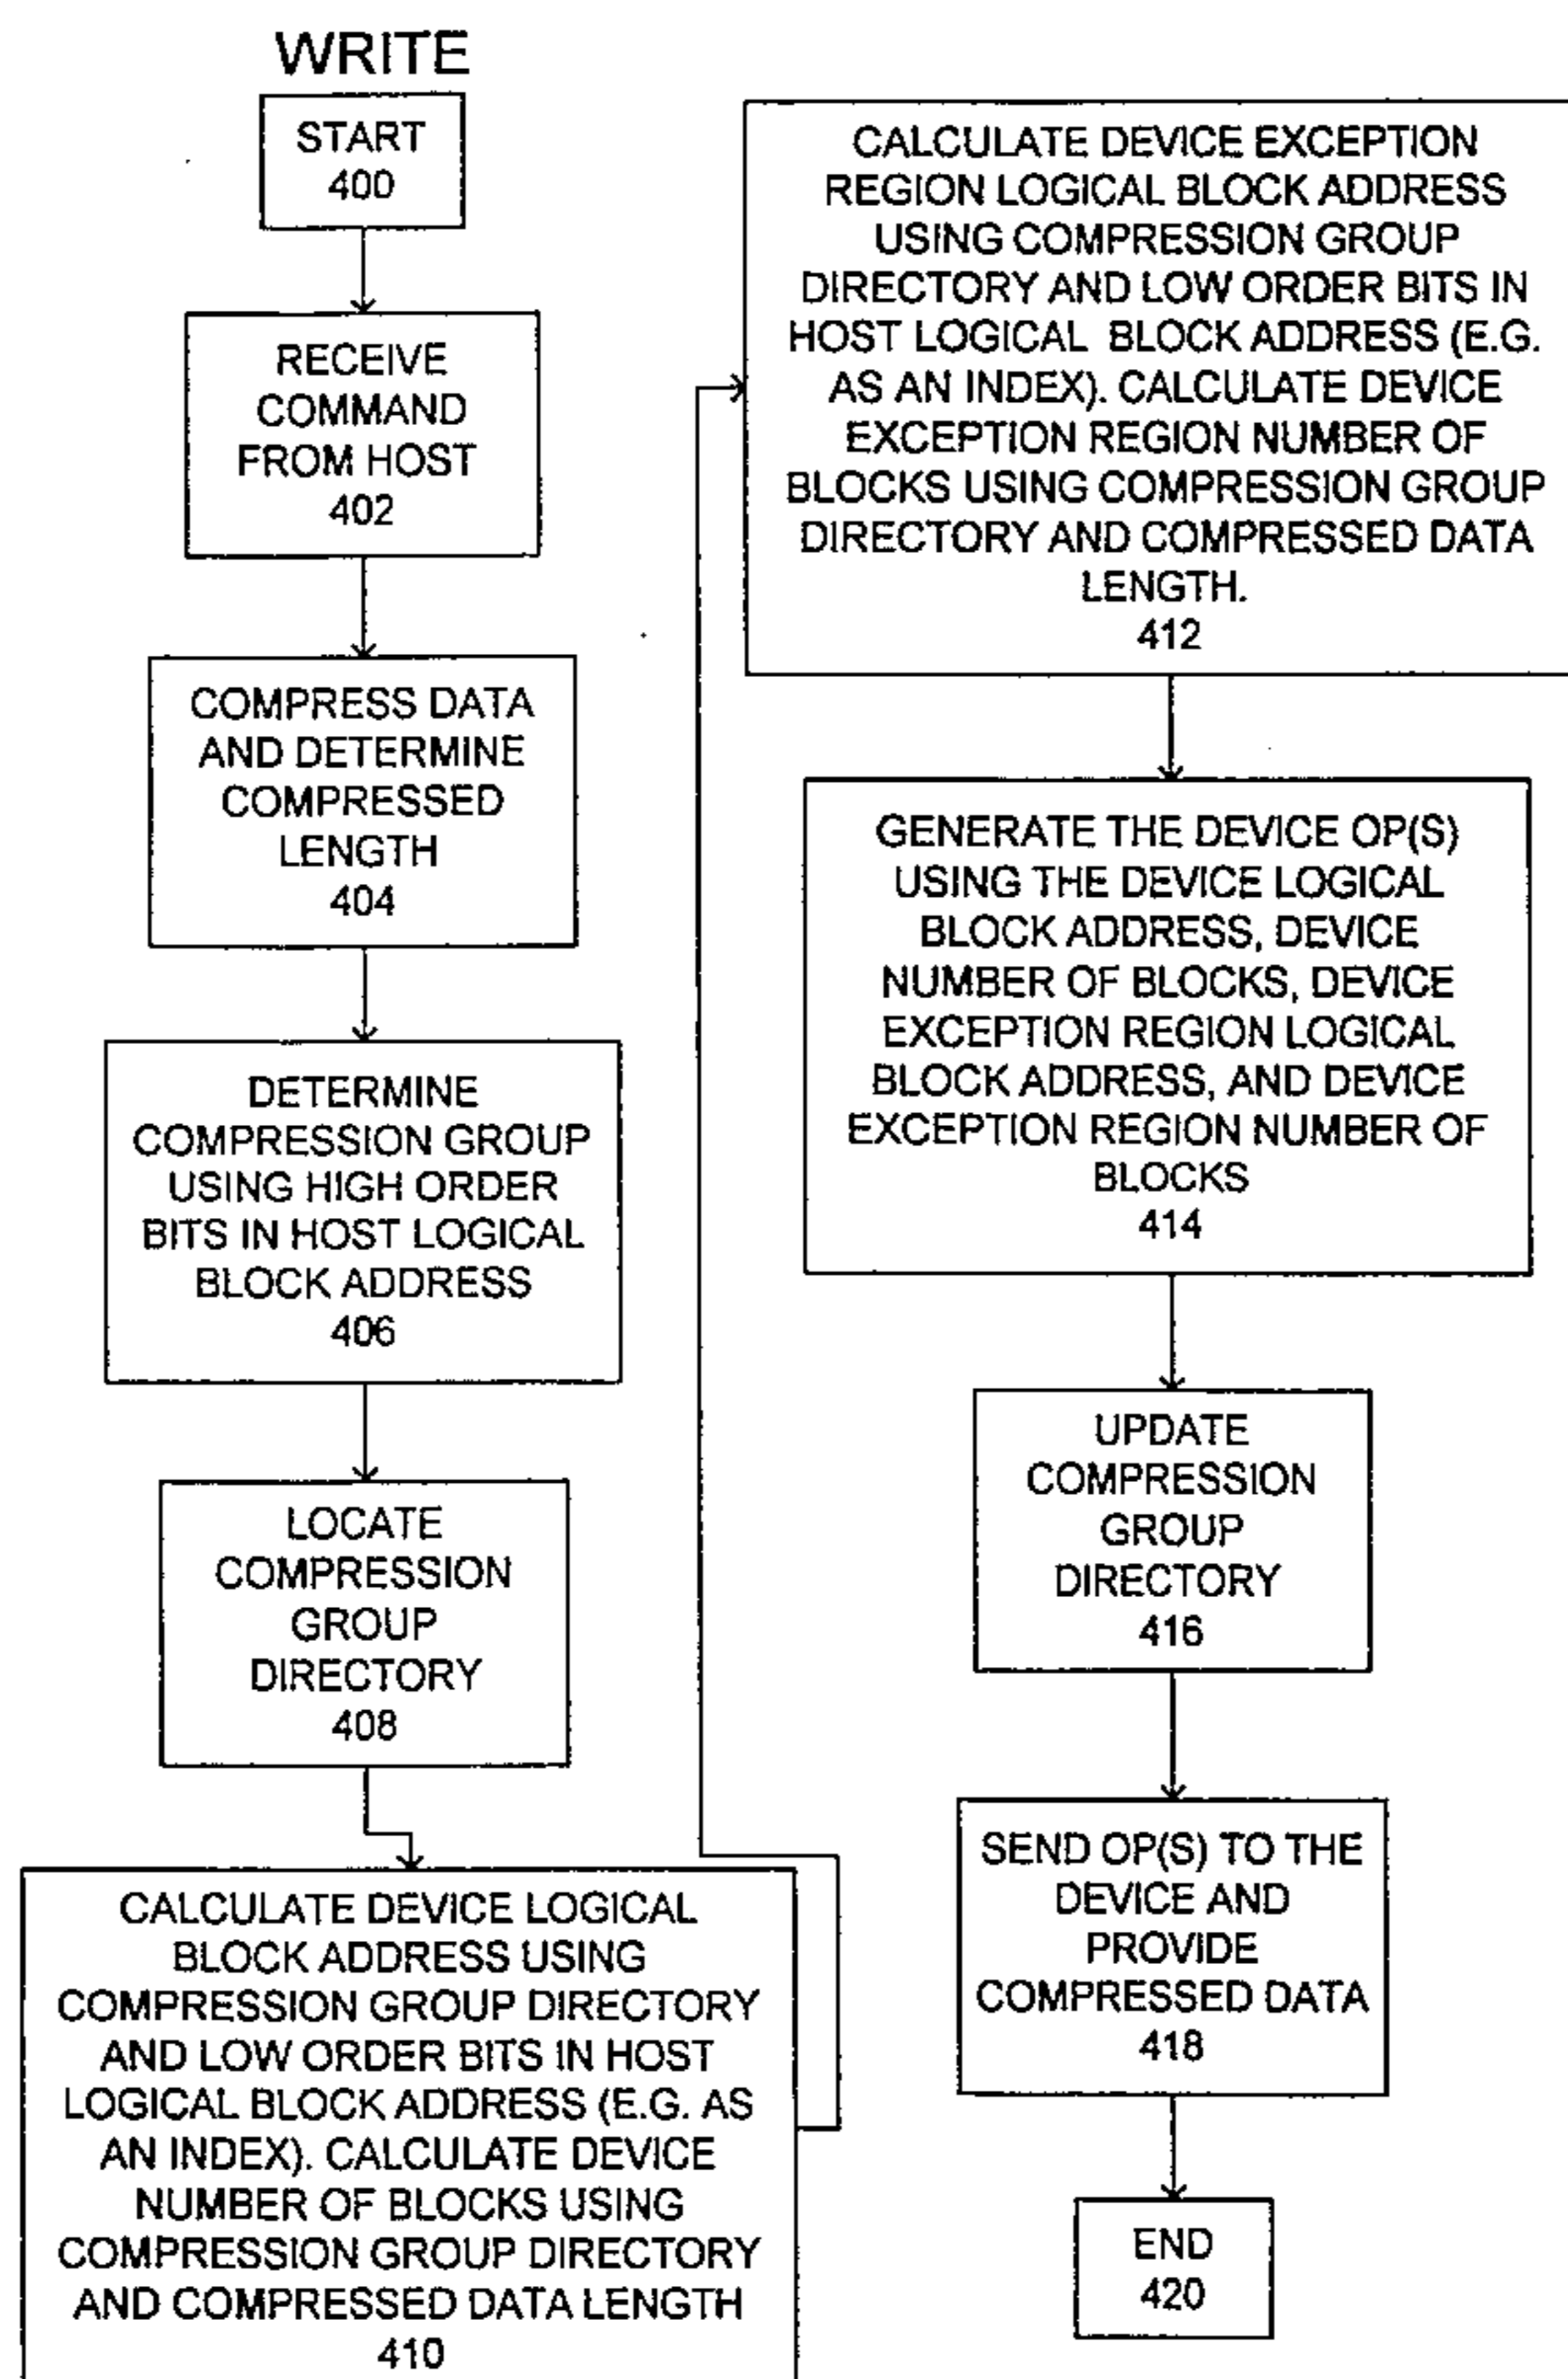 WRITE
START
400
RECEIVE
COMMAND
FROM HOST
402
COMPRESS DATA
AND DETERMINE
COMPRESSED
LENGTH
404
DETERMINE
COMPRESSION GROUP
USING HIGH ORDER
BITS IN HOST LOGICAL
BLOCK ADDRESS
406
LOCATE
COMPRESSION
GROUP
DIRECTORY
408
CALCULATE DEVICE LOGICAL
BLOCK ADDRESS USING
COMPRESSION GROUP DIRECTORY
AND LOW ORDER BITS IN HOST
LOGICAL BLOCK ADDRESS (E.G. AS
AN INDEX). CALCULATE DEVICE
NUMBER OF BLOCKS USING
COMPRESSION GROUP DIRECTORY
AND COMPRESSED DATA LENGTH
410
CALCULATE DEVICE EXCEPTION
REGION LOGICAL BLOCK ADDRESS
USING COMPRESSION GROUP
DIRECTORY AND LOW ORDER BITS IN
HOST LOGICAL BLOCK ADDRESS (E.G.
AS AN INDEX). CALCULATE DEVICE
EXCEPTION REGION NUMBER OF
BLOCKS USING COMPRESSION GROUP
DIRECTORY AND COMPRESSED DATA
LENGTH.
412
GENERATE THE DEVICE OP(S)
USING THE DEVICE LOGICAL
BLOCK ADDRESS, DEVICE
NUMBER OF BLOCKS, DEVICE
EXCEPTION REGION LOGICAL
BLOCK ADDRESS, AND DEVICE
EXCEPTION REGION NUMBER OF
BLOCKS
414
UPDATE
COMPRESSION
GROUP
DIRECTORY
416
SEND OP(S) TO THE
DEVICE AND
PROVIDE
COMPRESSED DATA
418
END
420